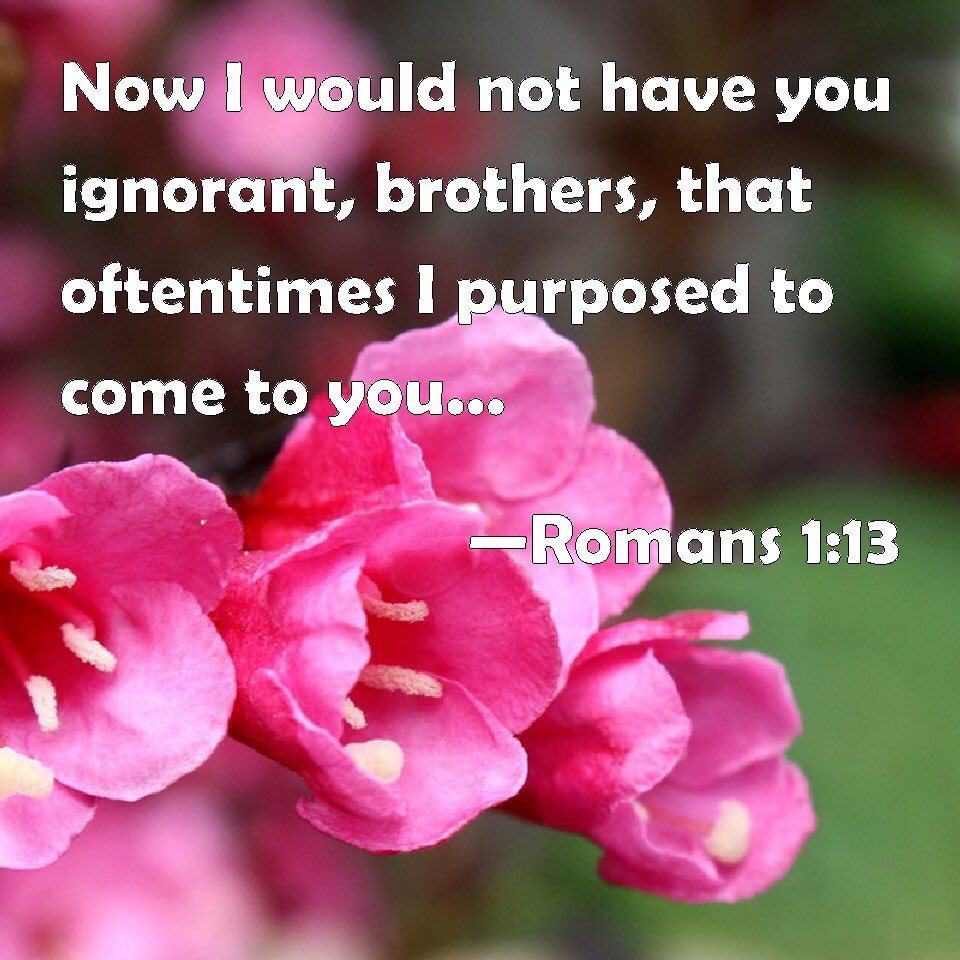 Now I would not have you
ignorant, brothers, that
oftentimes I purposed to
come to you...
—Romans 1:13